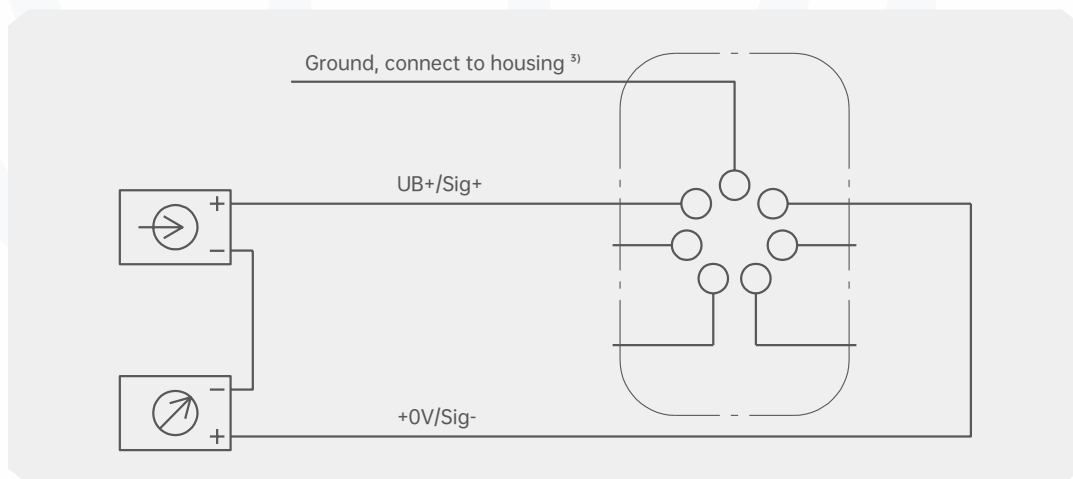 Ground, connect to housing ³⁾
UB+/Sig+
+
−
−
+0V/Sig-
+